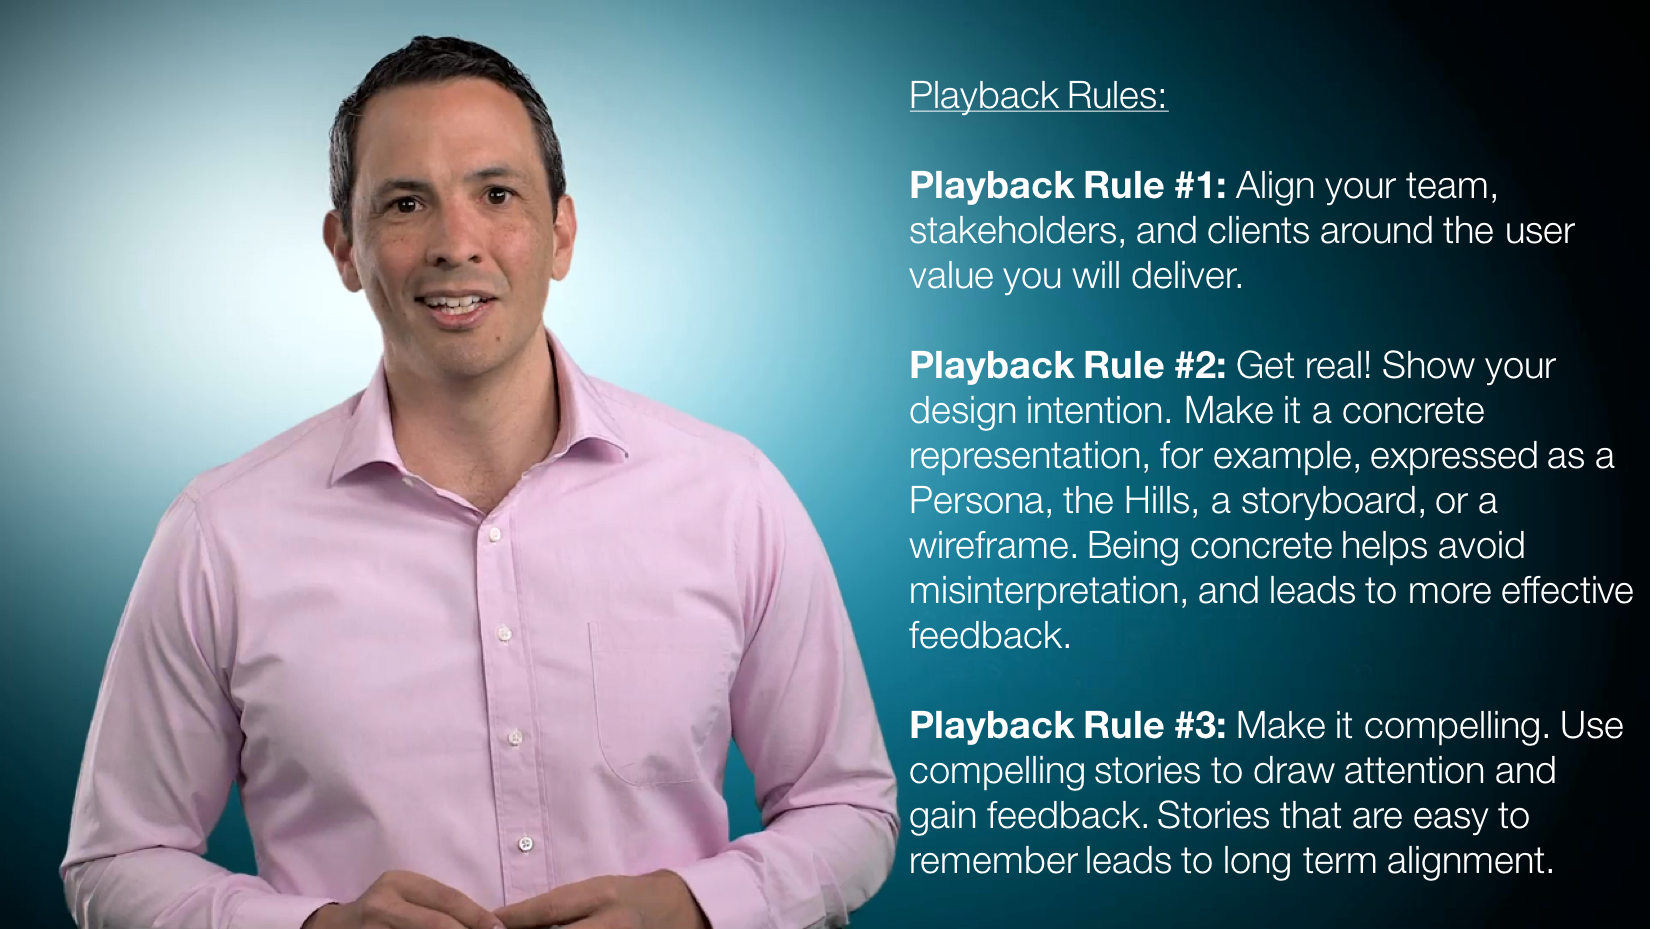 Playback Rules:
Playback Rule #1: Align your team,
stakeholders, and clients around the user
value you will deliver.
Playback Rule #2: Get real! Show your
design intention. Make it a concrete
representation, for example, expressed as a
Persona, the Hills, a storyboard, or a
wireframe. Being concrete helps avoid
misinterpretation, and leads to more effective
feedback.
Playback Rule #3: Make it compelling. Use
compelling stories to draw attention and
gain feedback. Stories that are easy to
remember leads to long term alignment.